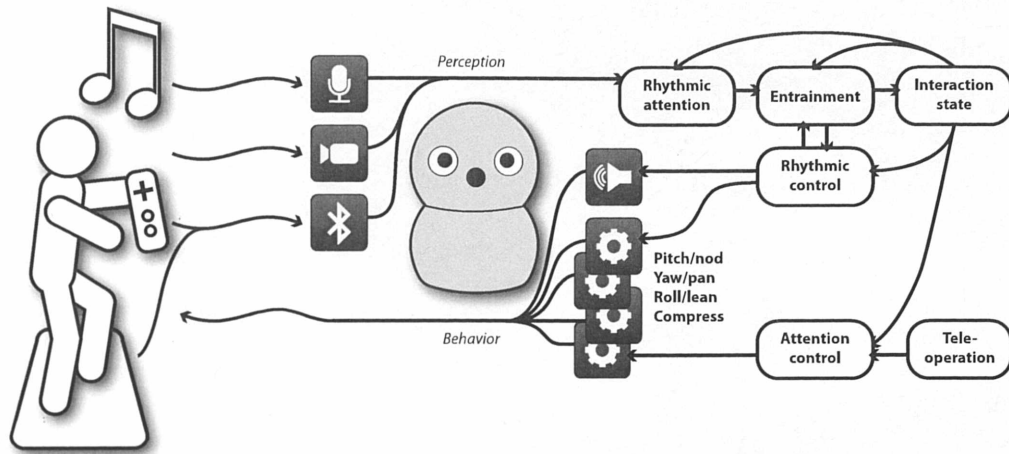 Perception
Rhythmic
attention
Entrainment
Interaction
state
Rhythmic
control
Pitch/nod
Yaw/pan
Roll/lean
Compress
Behavior
Attention
control
Tele-
operation